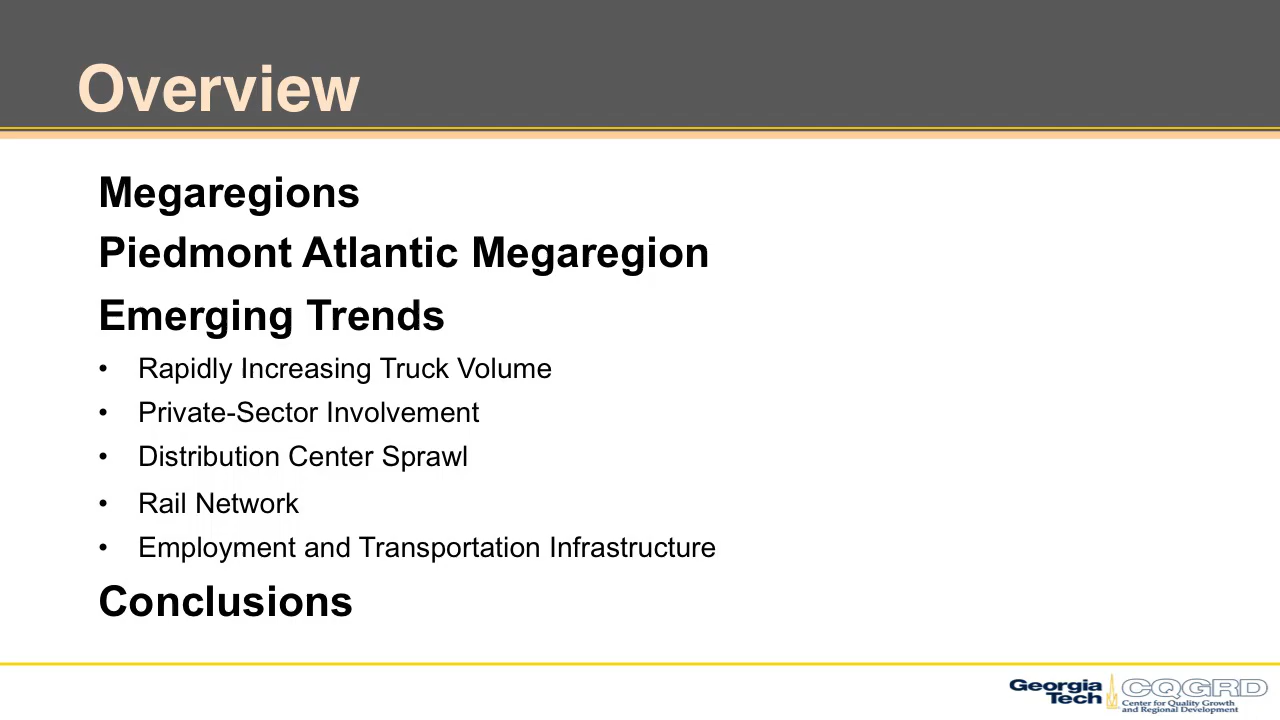 Overview
Megaregions
Piedmont Atlantic Megaregion
Emerging Trends
• Rapidly Increasing Truck Volume
• Private-Sector Involvement
• Distribution Center Sprawl
• Rail Network
• Employment and Transportation Infrastructure
Conclusions
Georgia Tech
CQGRD
Center for Quality Growth
and Regional Development